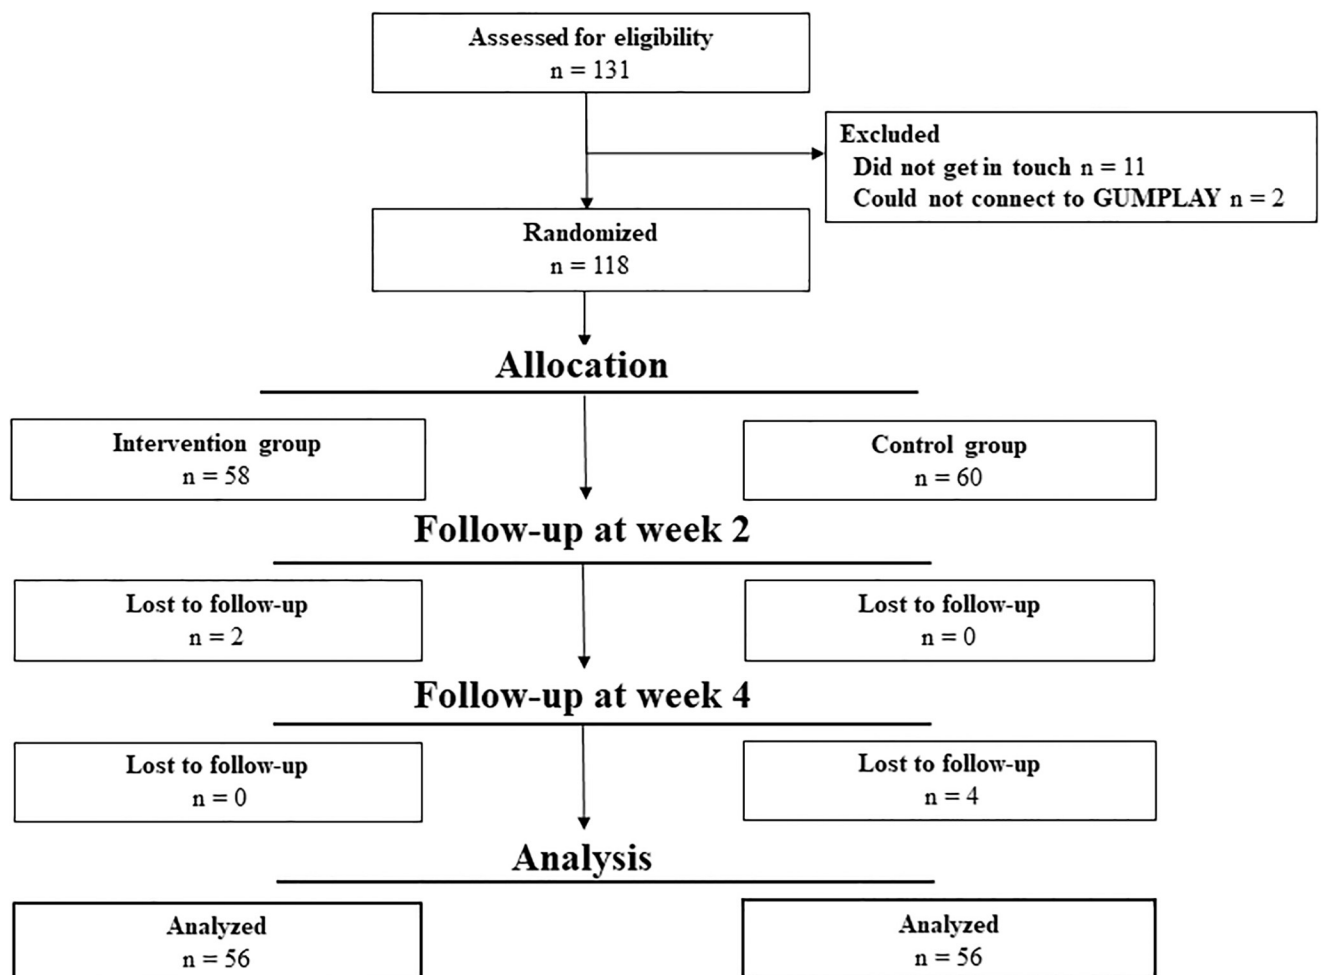 Assessed for eligibility
n = 131
Excluded
Did not get in touch n = 11
Could not connect to GUMPLAY n = 2
Randomized
n = 118
Allocation
Intervention group
n = 58
Control group
n = 60
Follow-up at week 2
Lost to follow-up
n = 2
Lost to follow-up
n = 0
Follow-up at week 4
Lost to follow-up
n = 0
Lost to follow-up
n = 4
Analysis
Analyzed
n = 56
Analyzed
n = 56